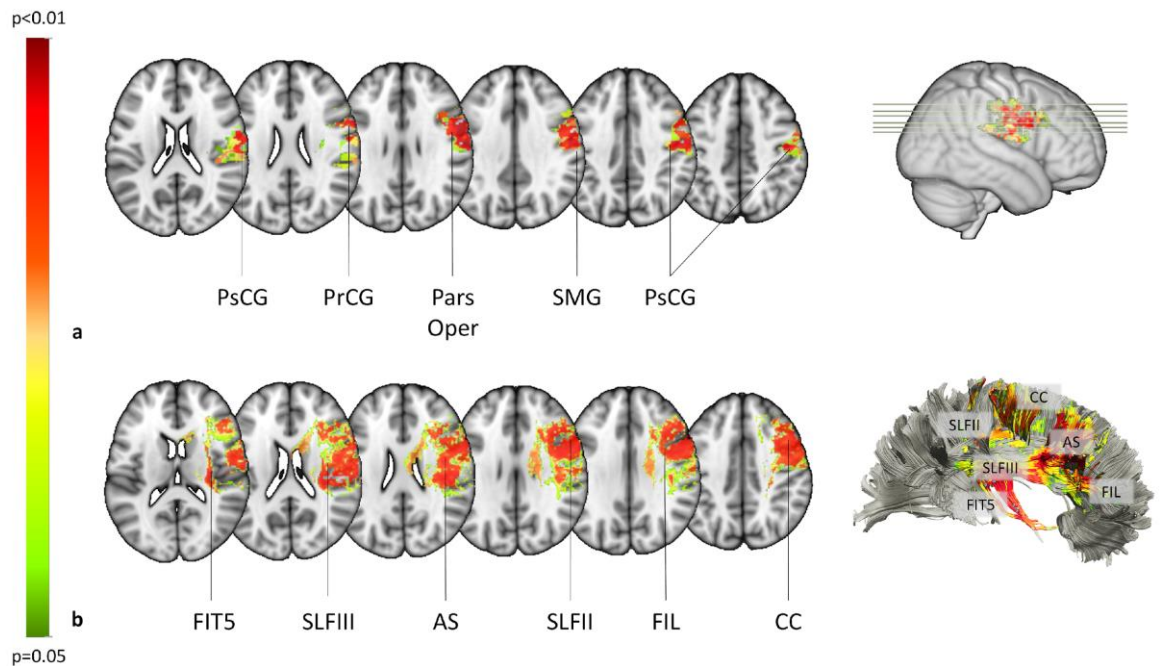 p<0.01
PsCG
PrCG
Pars
Oper
SMG
PsCG
a
CC
SLFII
AS
SLFIII
FIT5
FIL
b
FIT5
SLFIII
AS
SLFII
FIL
CC
p=0.05